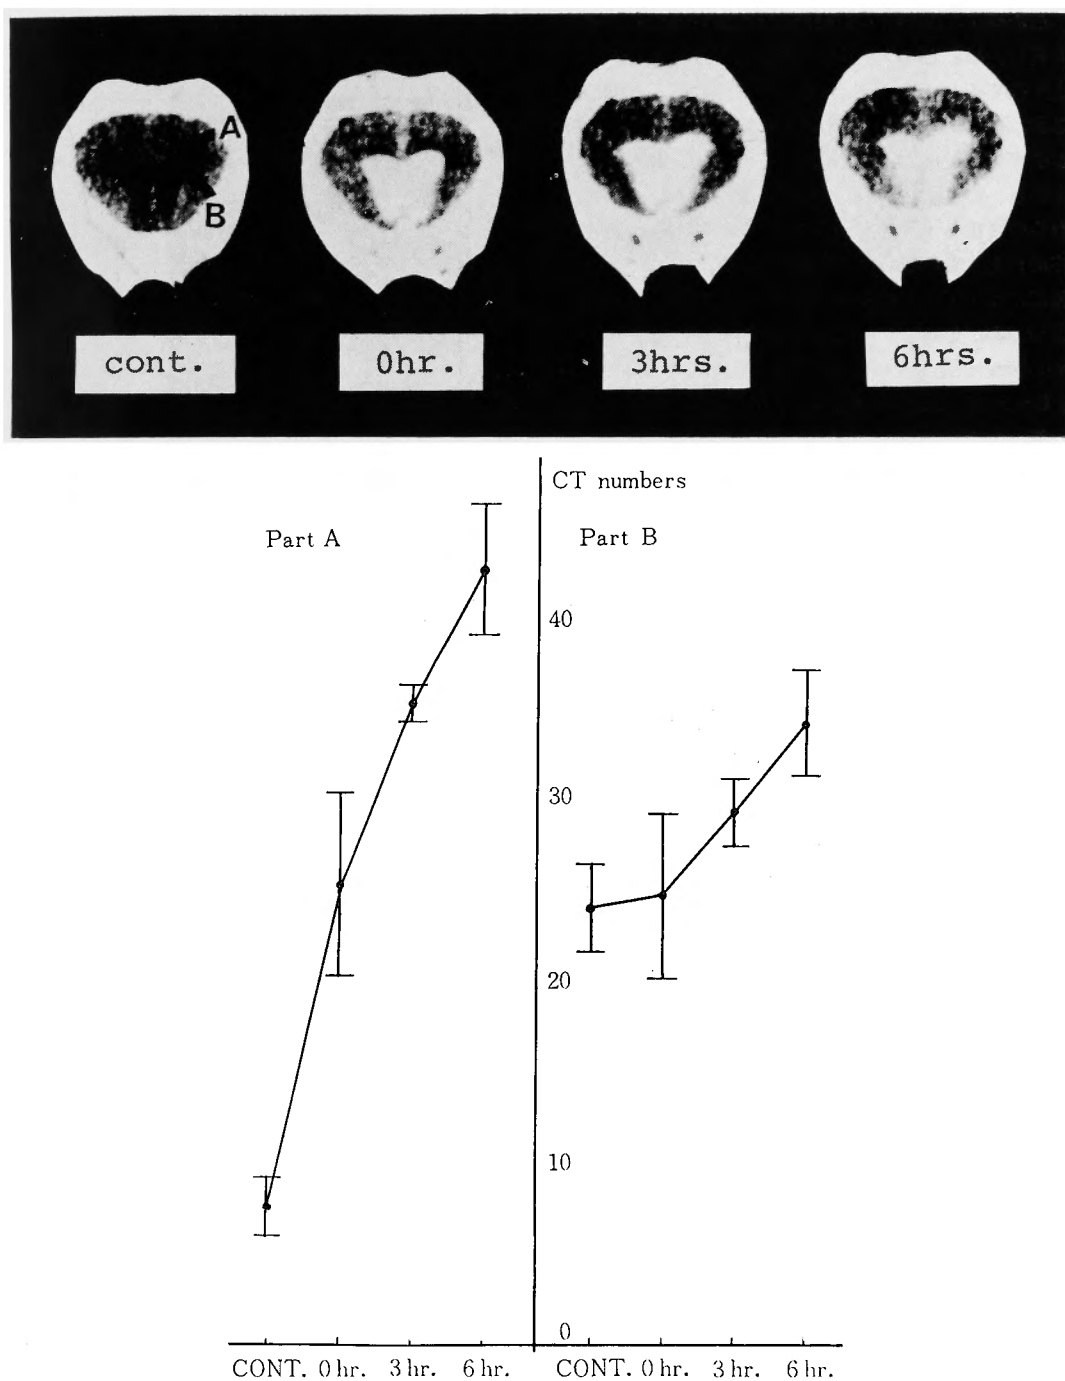 A
B
cont.
0hr.
3hrs.
6hrs.
CT numbers
Part A
Part B
40
30
20
10
0
CONT. 0 hr. 3 hr. 6 hr.
CONT. 0 hr. 3 hr. 6 hr.